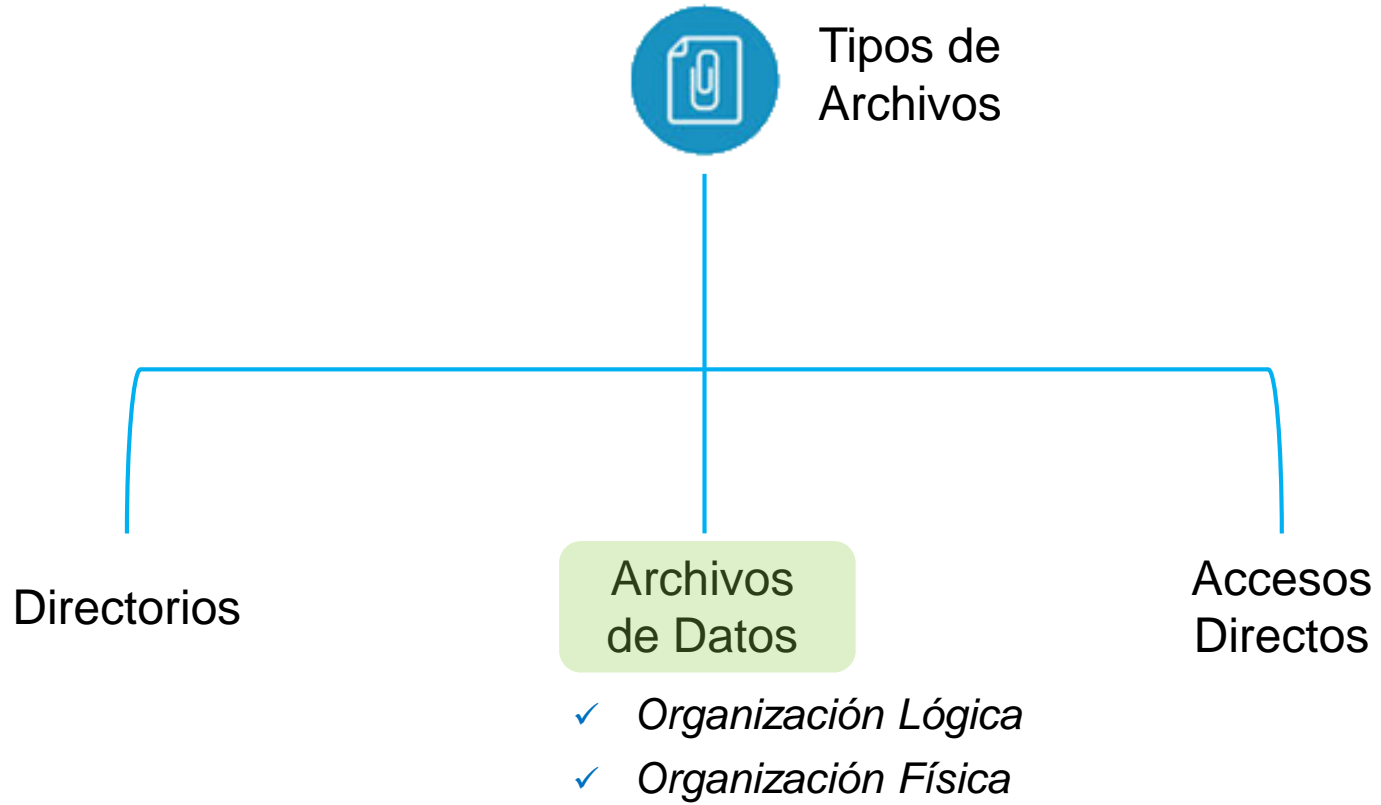 Tipos de
Archivos
Directorios
Archivos
de Datos
Accesos
Directos
✓ Organización Lógica
✓ Organización Física